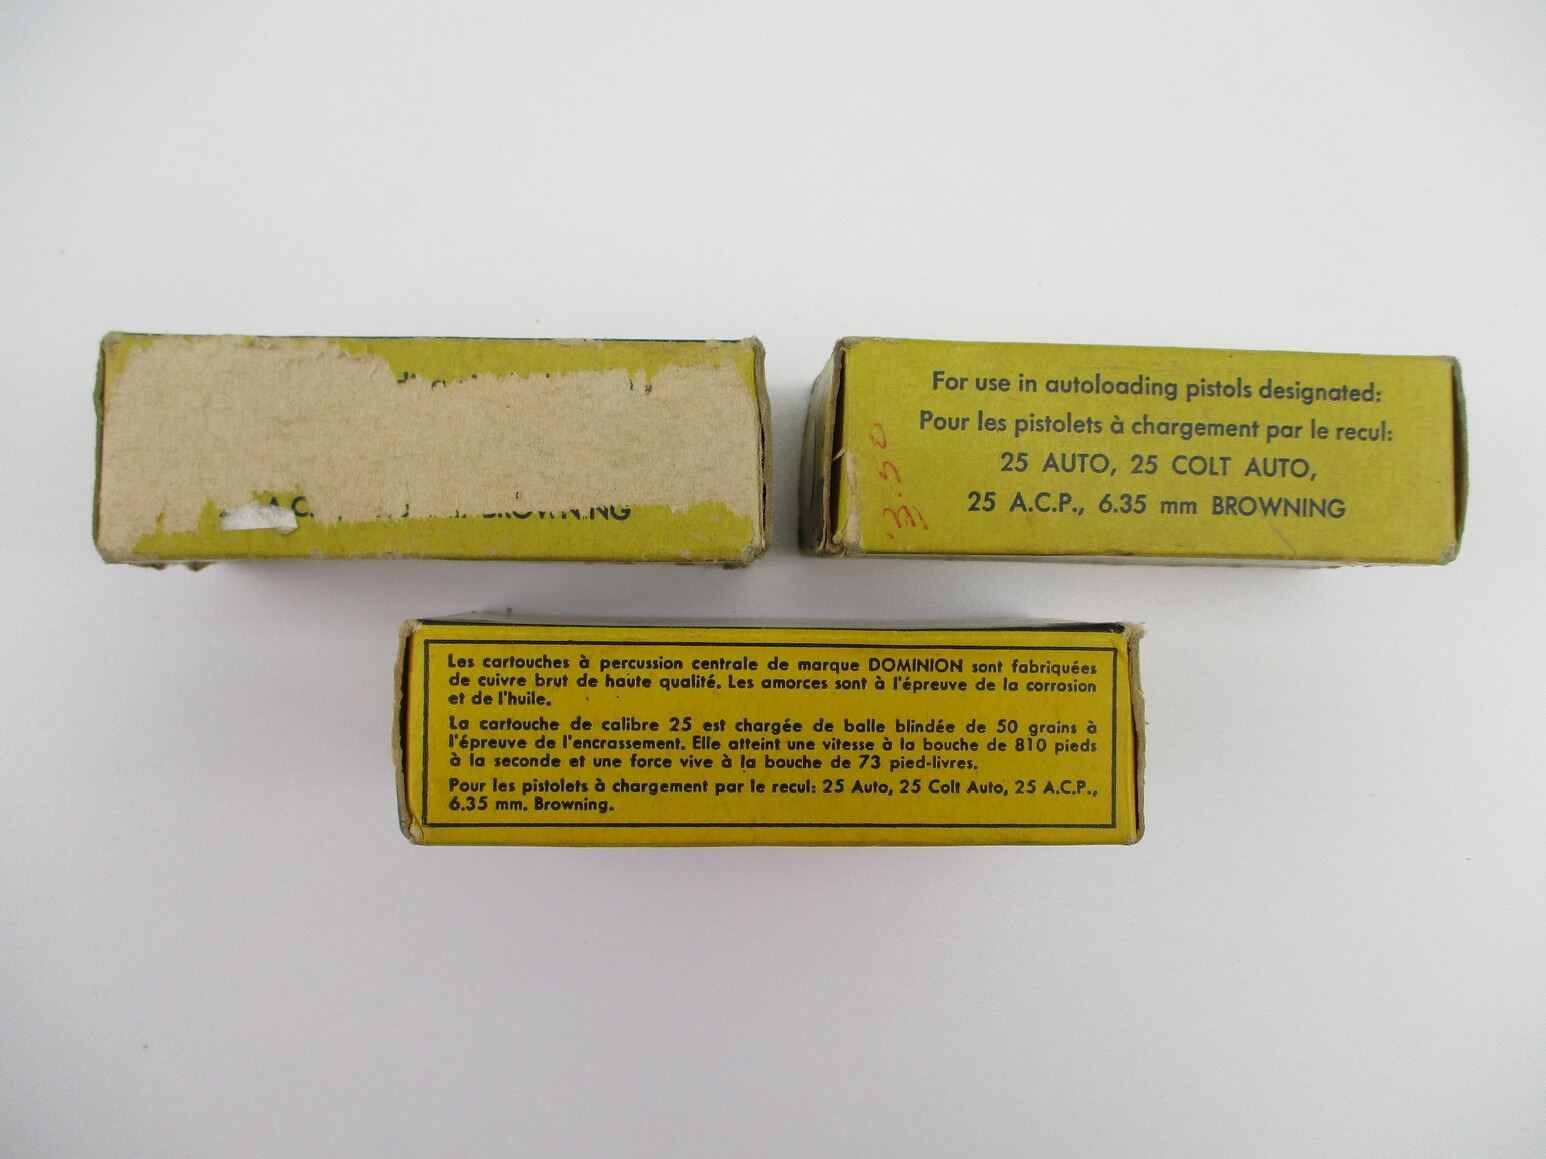 BROWNING
For use in autoloading pistols designated:
Pour les pistolets à chargement par le recul:
25 AUTO, 25 COLT AUTO,
25 A.C.P., 6.35 mm BROWNING
3.50
Les cartouches à percussion centrale de marque DOMINION sont fabriquées
de cuivre brut de haute qualité. Les amorces sont à l'épreuve de la corrosion
et de l'huile.
La cartouche de calibre 25 est chargée de balle blindée de 50 grains à
l'épreuve de l'encrassement. Elle atteint une vitesse à la bouche de 810 pieds
à la seconde et une force vive à la bouche de 73 pied-livres.
Pour les pistolets à chargement par le recul: 25 Auto, 25 Colt Auto, 25 A.C.P.,
6.35 mm. Browning.